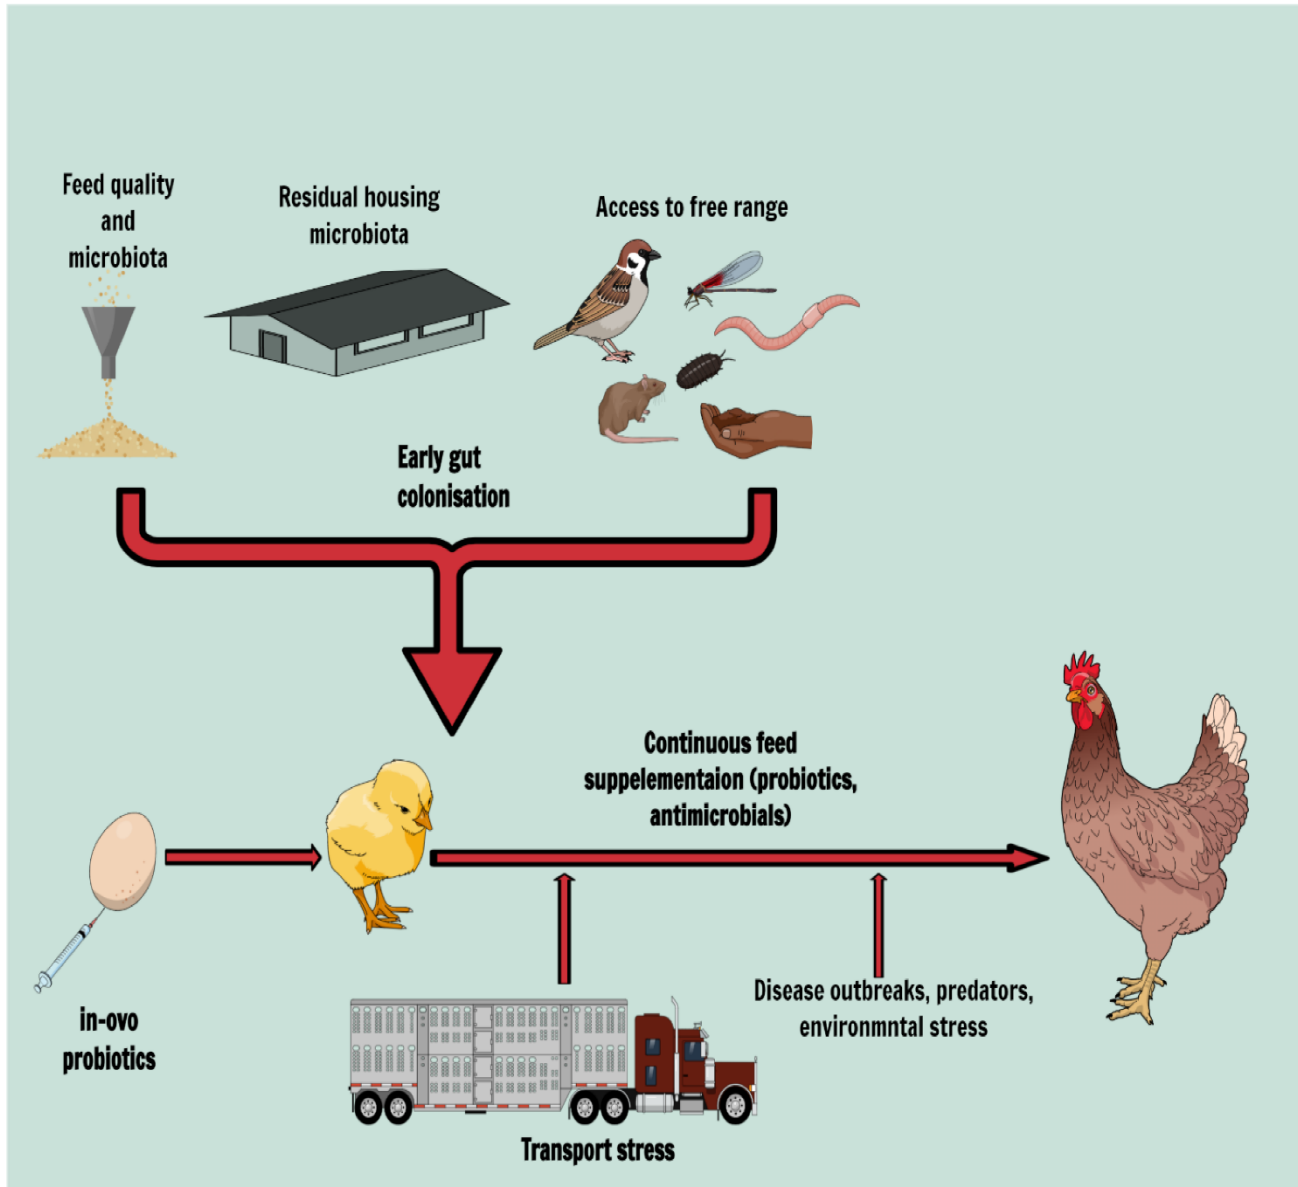 Feed quality
and
microbiota
Residual housing
microbiota
Access to free range
Early gut
colonisation
Continuous feed
suppelementaion (probiotics,
antimicrobials)
in-ovo
probiotics
Disease outbreaks, predators,
environmntal stress
Transport stress